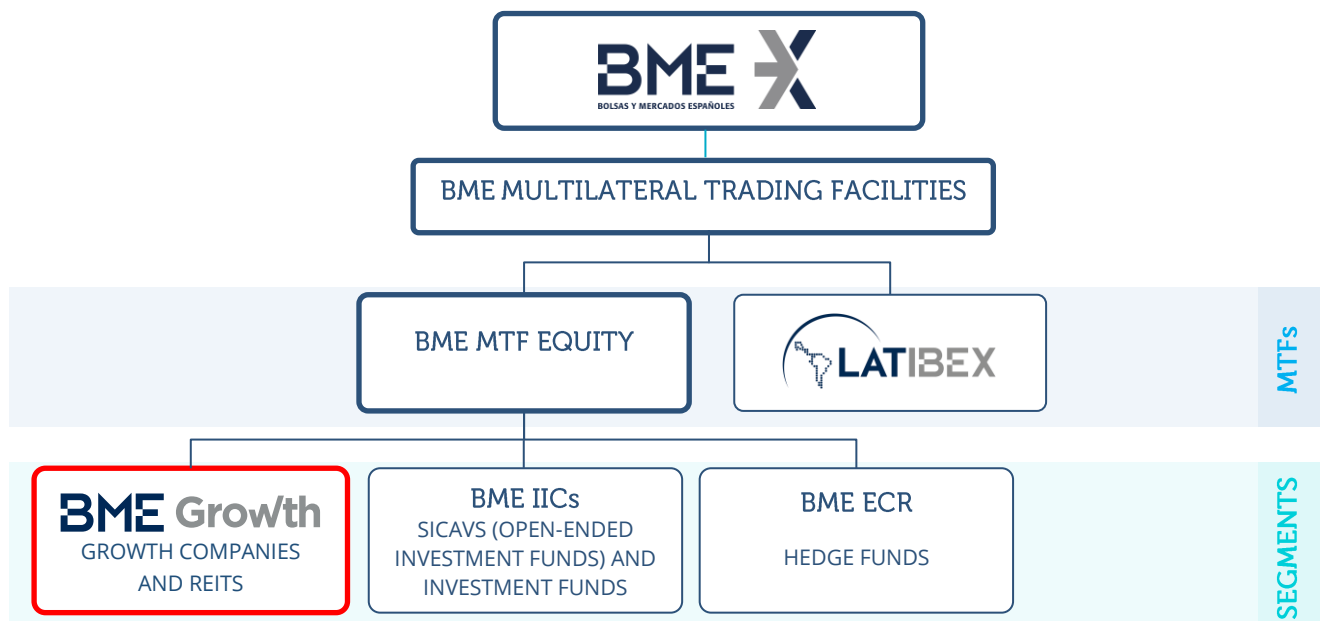 BME
BOLSAS Y MERCADOS ESPAÑOLES
BME MULTILATERAL TRADING FACILITIES
BME MTF EQUITY
LATIBEX
MTFs
BME Growth
GROWTH COMPANIES
AND REITS
BME IICs
SICAVS (OPEN-ENDED
INVESTMENT FUNDS) AND
INVESTMENT FUNDS
BME ECR
HEDGE FUNDS
SEGMENTS